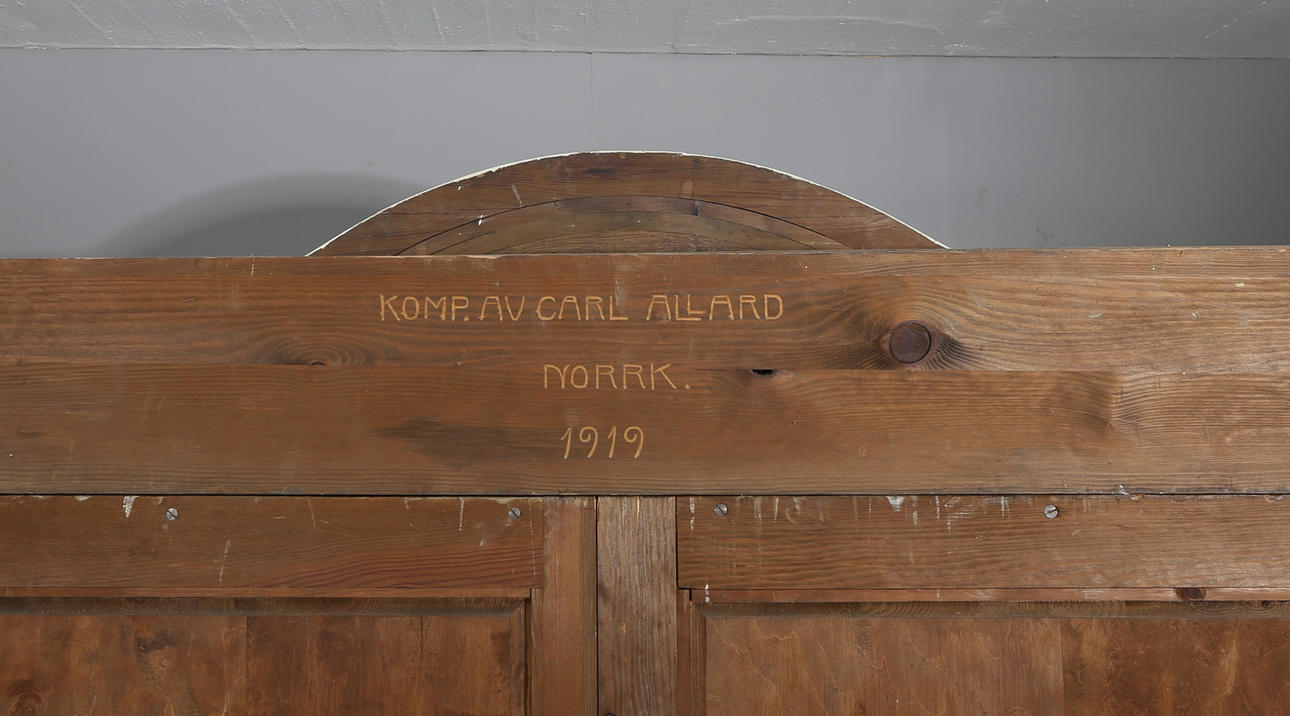 KOMP. AV CARL ALLARD
NORRK.
1919